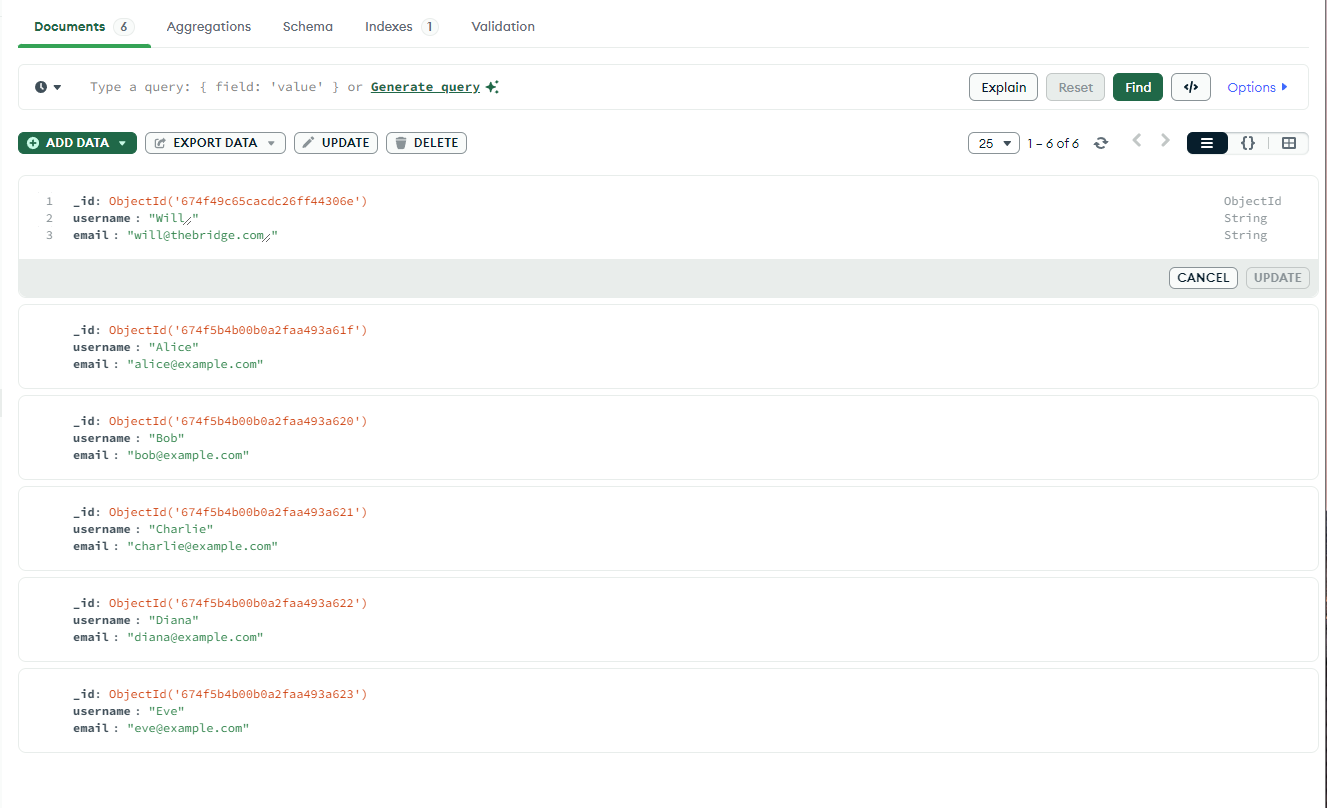 Documents 6 Aggregations Schema Indexes 1 Validation
Type a query: { field: 'value' } or Generate query Explain Reset Find </> Options
ADD DATA EXPORT DATA UPDATE DELETE 25 1 – 6 of 6 {}
1 _id: ObjectId('674f49c65cacdc26ff44306e') ObjectId
2 username : "Will" String
3 email : "will@thebridge.com" String
CANCEL UPDATE
_id: ObjectId('674f5b4b00b0a2faa493a61f')
username : "Alice"
email : "alice@example.com"
_id: ObjectId('674f5b4b00b0a2faa493a620')
username : "Bob"
email : "bob@example.com"
_id: ObjectId('674f5b4b00b0a2faa493a621')
username : "Charlie"
email : "charlie@example.com"
_id: ObjectId('674f5b4b00b0a2faa493a622')
username : "Diana"
email : "diana@example.com"
_id: ObjectId('674f5b4b00b0a2faa493a623')
username : "Eve"
email : "eve@example.com"